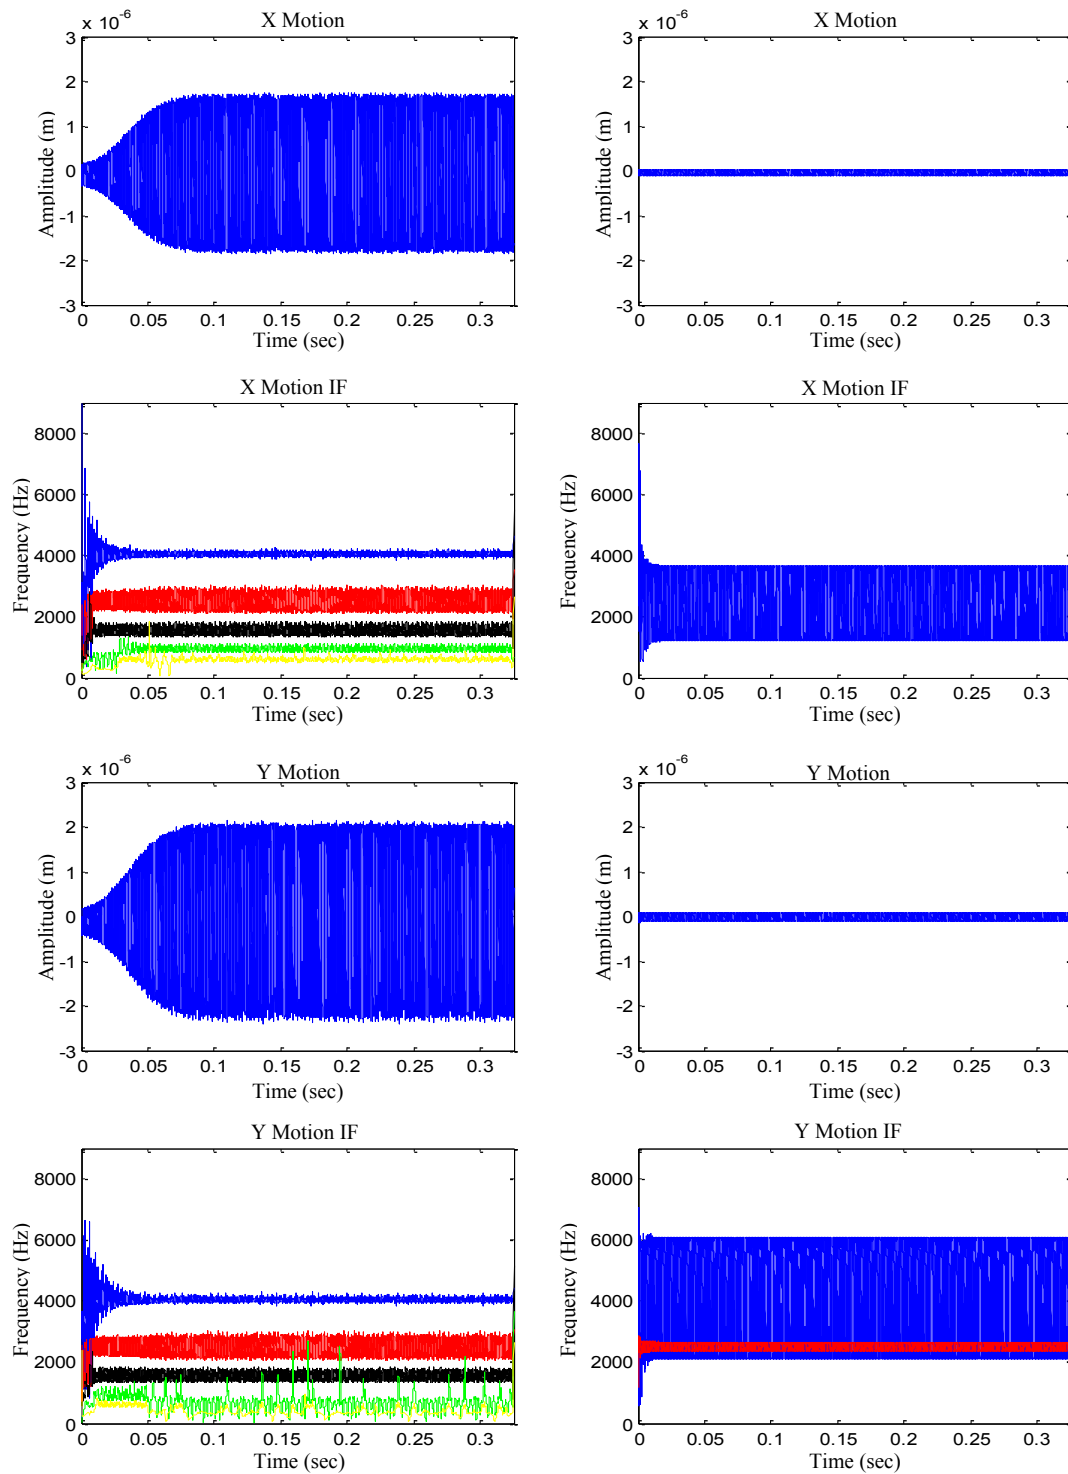 x 10⁻⁶
X Motion
3
2
1
0
-1
-2
-3
Amplitude (m)
0 0.05 0.1 0.15 0.2 0.25 0.3
Time (sec)
x 10⁻⁶
X Motion
3
2
1
0
-1
-2
-3
Amplitude (m)
0 0.05 0.1 0.15 0.2 0.25 0.3
Time (sec)
X Motion IF
8000
6000
4000
2000
0
Frequency (Hz)
0 0.05 0.1 0.15 0.2 0.25 0.3
Time (sec)
X Motion IF
8000
6000
4000
2000
0
Frequency (Hz)
0 0.05 0.1 0.15 0.2 0.25 0.3
Time (sec)
x 10⁻⁶
Y Motion
3
2
1
0
-1
-2
-3
Amplitude (m)
0 0.05 0.1 0.15 0.2 0.25 0.3
Time (sec)
x 10⁻⁶
Y Motion
3
2
1
0
-1
-2
-3
Amplitude (m)
0 0.05 0.1 0.15 0.2 0.25 0.3
Time (sec)
Y Motion IF
8000
6000
4000
2000
0
Frequency (Hz)
0 0.05 0.1 0.15 0.2 0.25 0.3
Time (sec)
Y Motion IF
8000
6000
4000
2000
0
Frequency (Hz)
0 0.05 0.1 0.15 0.2 0.25 0.3
Time (sec)